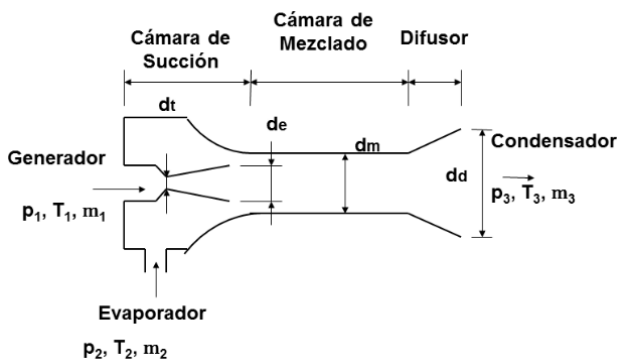 Cámara de
Succión
Cámara de
Mezclado
Difusor
dt
de
dm
dd
Generador
p1, T1, m1
Condensador
p3, T3, m3
Evaporador
p2, T2, m2